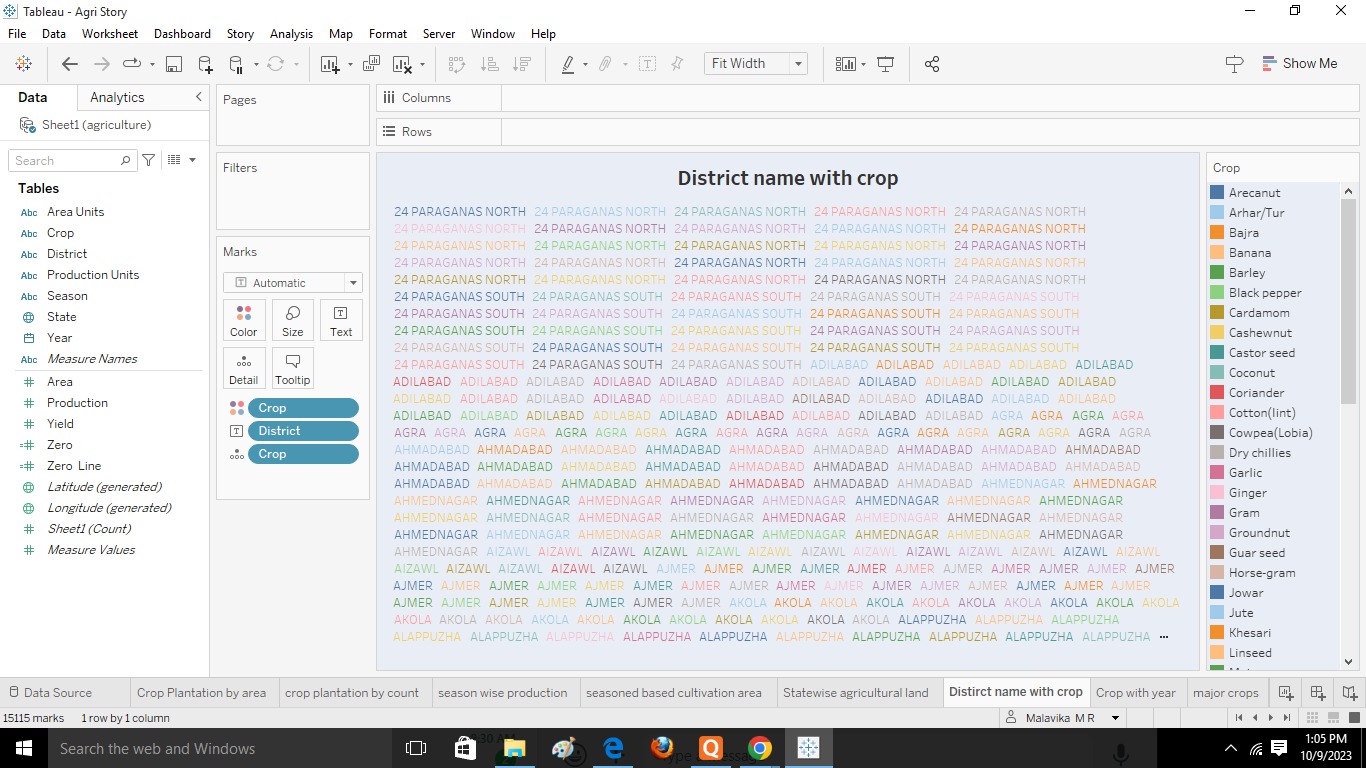 Tableau - Agri Story
File Data Worksheet Dashboard Story Analysis Map Format Server Window Help
Fit Width
Show Me
Data Analytics
Sheet1 (agriculture)
Search
Tables
Abc Area Units
Abc Crop
Abc District
Abc Production Units
Abc Season
State
Year
Abc Measure Names
Area
Production
Yield
Zero
Zero Line
Latitude (generated)
Longitude (generated)
Sheet1 (Count)
Measure Values
Pages
Filters
Marks
Automatic
Color Size Text
Detail Tooltip
Crop
District
Crop
Columns
Rows
District name with crop
24 PARAGANAS NORTH 24 PARAGANAS NORTH 24 PARAGANAS NORTH 24 PARAGANAS NORTH 24 PARAGANAS NORTH
24 PARAGANAS NORTH 24 PARAGANAS NORTH 24 PARAGANAS NORTH 24 PARAGANAS NORTH 24 PARAGANAS NORTH
24 PARAGANAS NORTH 24 PARAGANAS NORTH 24 PARAGANAS NORTH 24 PARAGANAS NORTH 24 PARAGANAS NORTH
24 PARAGANAS NORTH 24 PARAGANAS NORTH 24 PARAGANAS NORTH 24 PARAGANAS NORTH 24 PARAGANAS NORTH
24 PARAGANAS NORTH 24 PARAGANAS NORTH 24 PARAGANAS NORTH 24 PARAGANAS NORTH 24 PARAGANAS NORTH
24 PARAGANAS SOUTH 24 PARAGANAS SOUTH 24 PARAGANAS SOUTH 24 PARAGANAS SOUTH 24 PARAGANAS SOUTH
24 PARAGANAS SOUTH 24 PARAGANAS SOUTH 24 PARAGANAS SOUTH 24 PARAGANAS SOUTH 24 PARAGANAS SOUTH
24 PARAGANAS SOUTH 24 PARAGANAS SOUTH 24 PARAGANAS SOUTH 24 PARAGANAS SOUTH 24 PARAGANAS SOUTH
24 PARAGANAS SOUTH 24 PARAGANAS SOUTH 24 PARAGANAS SOUTH 24 PARAGANAS SOUTH 24 PARAGANAS SOUTH
24 PARAGANAS SOUTH 24 PARAGANAS SOUTH 24 PARAGANAS SOUTH ADILABAD ADILABAD ADILABAD ADILABAD ADILABAD
ADILABAD ADILABAD ADILABAD ADILABAD ADILABAD ADILABAD ADILABAD ADILABAD ADILABAD ADILABAD ADILABAD
ADILABAD ADILABAD ADILABAD ADILABAD ADILABAD ADILABAD ADILABAD ADILABAD ADILABAD ADILABAD ADILABAD
ADILABAD ADILABAD ADILABAD ADILABAD ADILABAD ADILABAD ADILABAD ADILABAD ADILABAD AGRA AGRA AGRA AGRA
AGRA AGRA AGRA AGRA AGRA AGRA AGRA AGRA AGRA AGRA AGRA AGRA AGRA AGRA AGRA AGRA AGRA AGRA AGRA
AHMADABAD AHMADABAD AHMADABAD AHMADABAD AHMADABAD AHMADABAD AHMADABAD AHMADABAD AHMADABAD
AHMADABAD AHMADABAD AHMADABAD AHMADABAD AHMADABAD AHMADABAD AHMADABAD AHMADABAD AHMADABAD
AHMADABAD AHMADABAD AHMADABAD AHMADABAD AHMADABAD AHMADABAD AHMADABAD AHMEDNAGAR AHMEDNAGAR
AHMEDNAGAR AHMEDNAGAR AHMEDNAGAR AHMEDNAGAR AHMEDNAGAR AHMEDNAGAR AHMEDNAGAR AHMEDNAGAR
AHMEDNAGAR AHMEDNAGAR AHMEDNAGAR AHMEDNAGAR AHMEDNAGAR AHMEDNAGAR AHMEDNAGAR AHMEDNAGAR
AHMEDNAGAR AHMEDNAGAR AHMEDNAGAR AHMEDNAGAR AHMEDNAGAR AHMEDNAGAR AHMEDNAGAR AHMEDNAGAR
AHMEDNAGAR AIZAWL AIZAWL AIZAWL AIZAWL AIZAWL AIZAWL AIZAWL AIZAWL AIZAWL AIZAWL AIZAWL AIZAWL AIZAWL
AIZAWL AIZAWL AIZAWL AIZAWL AIZAWL AJMER AJMER AJMER AJMER AJMER AJMER AJMER AJMER AJMER AJMER AJMER
AJMER AJMER AJMER AJMER AJMER AJMER AJMER AJMER AJMER AJMER AJMER AJMER AJMER AJMER AJMER AJMER
AJMER AJMER AJMER AJMER AJMER AJMER AJMER AKOLA AKOLA AKOLA AKOLA AKOLA AKOLA AKOLA AKOLA AKOLA AKOLA
AKOLA AKOLA AKOLA AKOLA AKOLA AKOLA AKOLA AKOLA AKOLA AKOLA AKOLA ALAPPUZHA ALAPPUZHA ALAPPUZHA
ALAPPUZHA ALAPPUZHA ALAPPUZHA ALAPPUZHA ALAPPUZHA ALAPPUZHA ALAPPUZHA ALAPPUZHA ALAPPUZHA ALAPPUZHA ...
Crop
Arecanut
Arhar/Tur
Bajra
Banana
Barley
Black pepper
Cardamom
Cashewnut
Castor seed
Coconut
Coriander
Cotton(lint)
Cowpea(Lobia)
Dry chillies
Garlic
Ginger
Gram
Groundnut
Guar seed
Horse-gram
Jowar
Jute
Khesari
Linseed
Data Source Crop Plantation by area crop plantation by count season wise production seasoned based cultivation area Statewise agricultural land Distirct name with crop Crop with year major crops
15115 marks 1 row by 1 column Malavika M R
Search the web and Windows
1:05 PM
10/9/2023